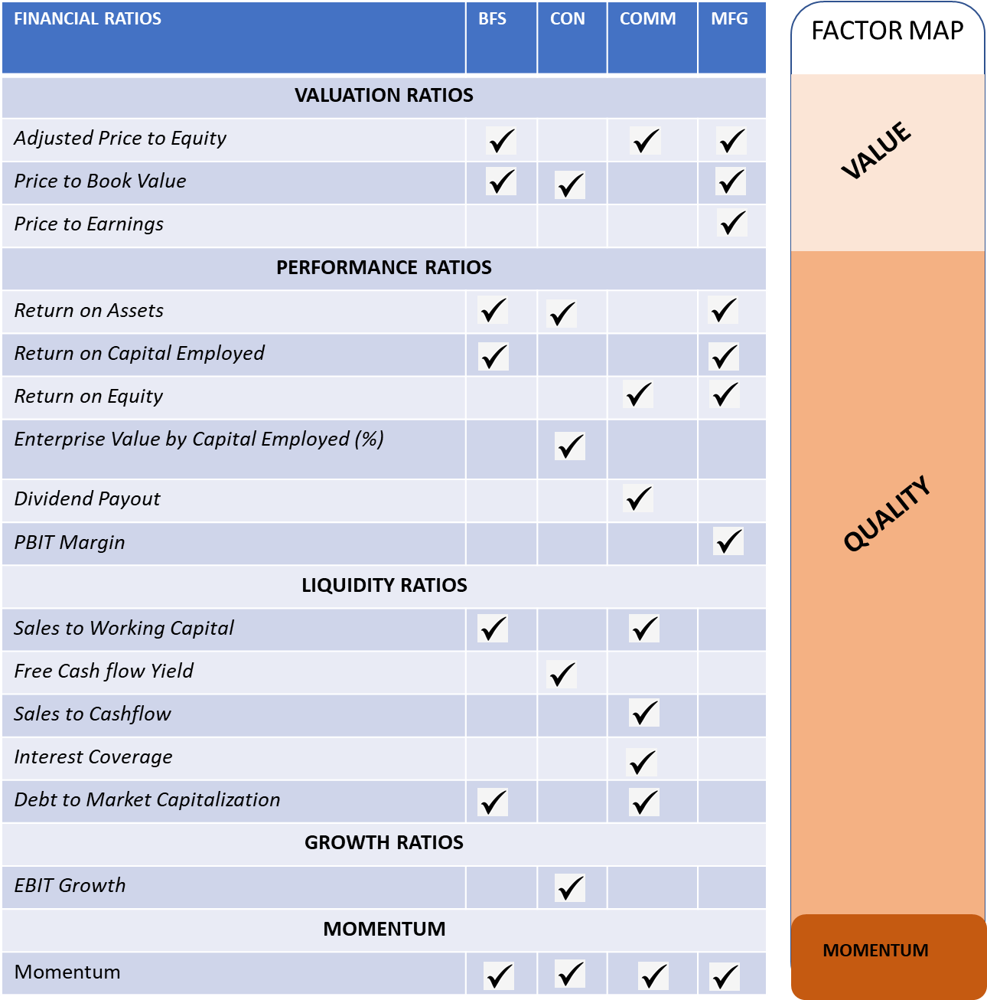 FINANCIAL RATIOS BFS CON COMM MFG
VALUATION RATIOS
Adjusted Price to Equity ✓ ✓ ✓
Price to Book Value ✓ ✓ ✓
Price to Earnings ✓
PERFORMANCE RATIOS
Return on Assets ✓ ✓ ✓
Return on Capital Employed ✓ ✓
Return on Equity ✓ ✓
Enterprise Value by Capital Employed (%) ✓
Dividend Payout ✓
PBIT Margin ✓
LIQUIDITY RATIOS
Sales to Working Capital ✓ ✓
Free Cash flow Yield ✓
Sales to Cashflow ✓
Interest Coverage ✓
Debt to Market Capitalization ✓ ✓
GROWTH RATIOS
EBIT Growth ✓
MOMENTUM
Momentum ✓ ✓ ✓ ✓
FACTOR MAP
VALUE
QUALITY
MOMENTUM